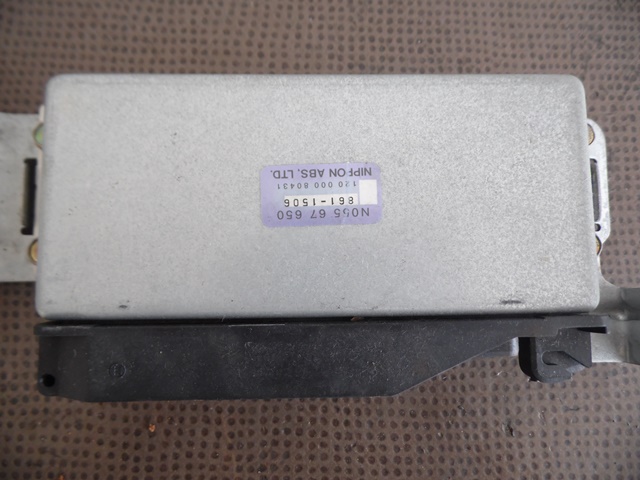 N055 67 650
861-1506
120 000 80431
NIPPON ABS, LTD.